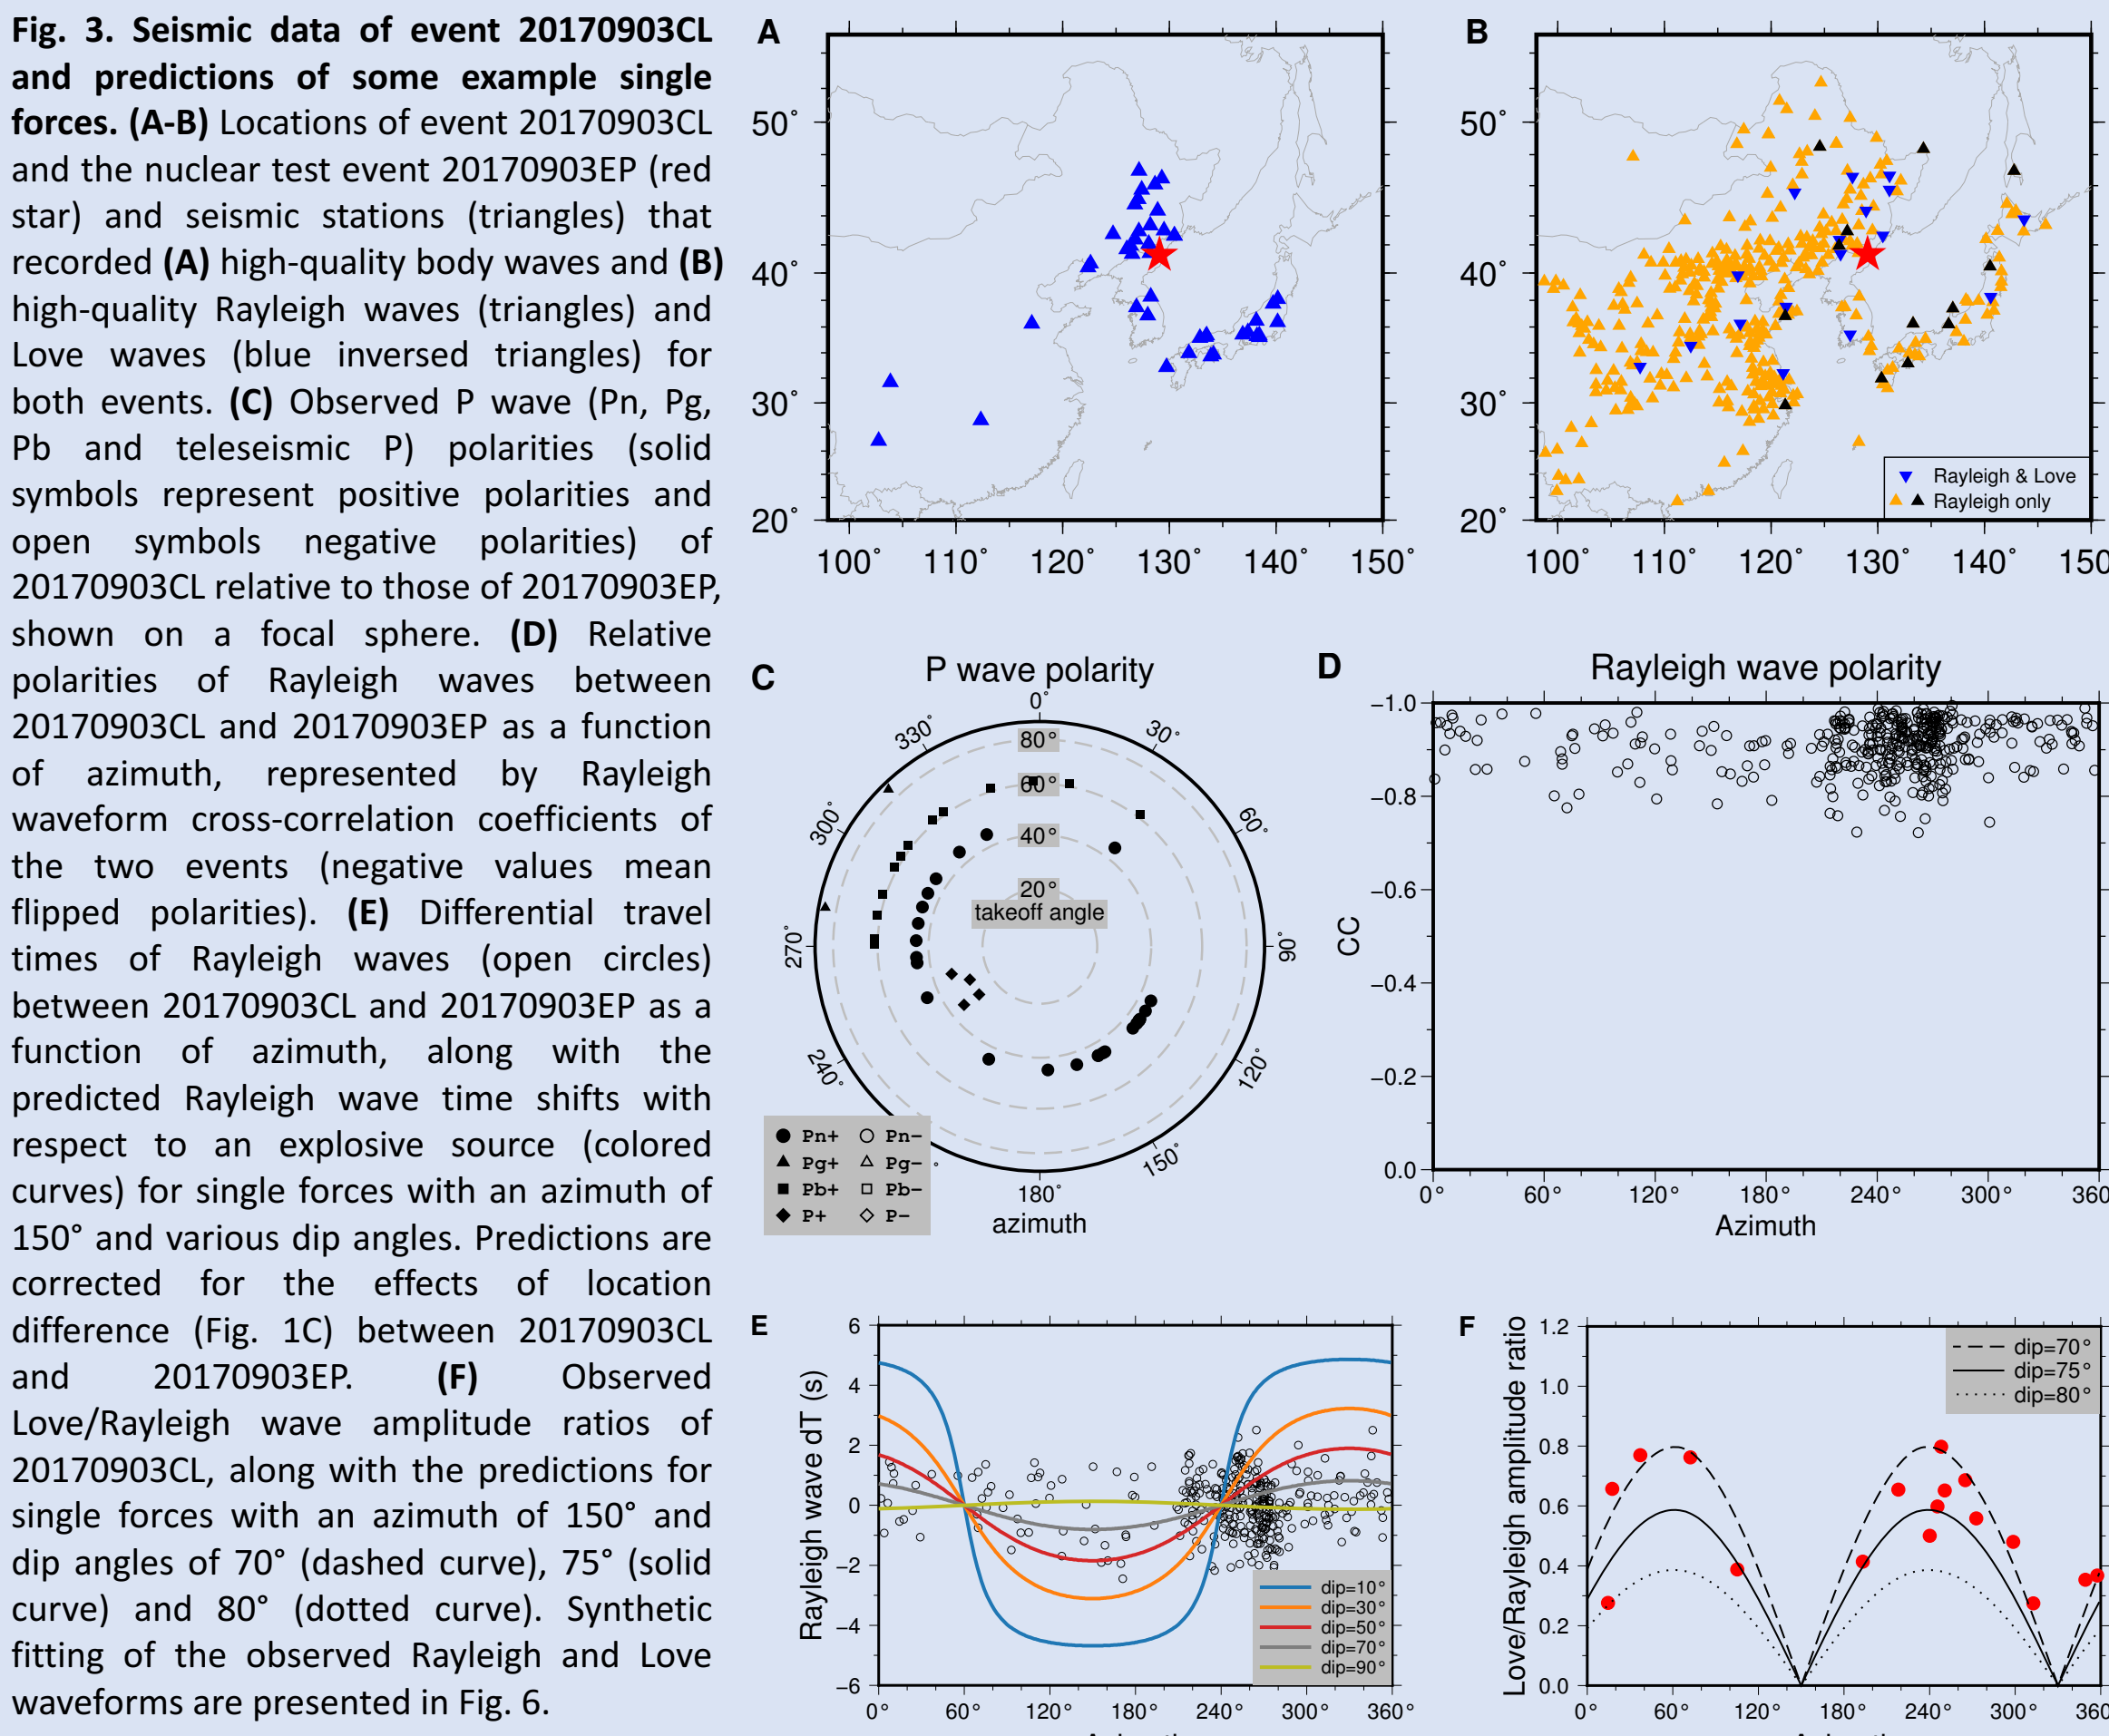 Fig. 3. Seismic data of event 20170903CL
and predictions of some example single
forces. (A-B) Locations of event 20170903CL
and the nuclear test event 20170903EP (red
star) and seismic stations (triangles) that
recorded (A) high-quality body waves and (B)
high-quality Rayleigh waves (triangles) and
Love waves (blue inversed triangles) for
both events. (C) Observed P wave (Pn, Pg,
Pb and teleseismic P) polarities (solid
symbols represent positive polarities and
open symbols negative polarities) of
20170903CL relative to those of 20170903EP,
shown on a focal sphere. (D) Relative
polarities of Rayleigh waves between
20170903CL and 20170903EP as a function
of azimuth, represented by Rayleigh
waveform cross-correlation coefficients of
the two events (negative values mean
flipped polarities). (E) Differential travel
times of Rayleigh waves (open circles)
between 20170903CL and 20170903EP as a
function of azimuth, along with the
predicted Rayleigh wave time shifts with
respect to an explosive source (colored
curves) for single forces with an azimuth of
150° and various dip angles. Predictions are
corrected for the effects of location
difference (Fig. 1C) between 20170903CL
and 20170903EP. (F) Observed
Love/Rayleigh wave amplitude ratios of
20170903CL, along with the predictions for
single forces with an azimuth of 150° and
dip angles of 70° (dashed curve), 75° (solid
curve) and 80° (dotted curve). Synthetic
fitting of the observed Rayleigh and Love
waveforms are presented in Fig. 6.
A
50°
40°
30°
20°
100° 110° 120° 130° 140° 150°
B
50°
40°
30°
20°
Rayleigh & Love
Rayleigh only
100° 110° 120° 130° 140° 150
C
P wave polarity
0°
30°
60°
90°
120°
150°
180°
240°
270°
300°
330°
80°
60°
40°
20°
takeoff angle
Pn+ Pn−
Pg+ Pg−
Pb+ Pb−
P+ P−
azimuth
D
Rayleigh wave polarity
−1.0
−0.8
−0.6
−0.4
−0.2
0.0
CC
0° 60° 120° 180° 240° 300° 360
Azimuth
E
Rayleigh wave dT (s)
6
4
2
0
−2
−4
−6
dip=10°
dip=30°
dip=50°
dip=70°
dip=90°
0° 60° 120° 180° 240° 300° 360°
F
Love/Rayleigh amplitude ratio
1.2
1.0
0.8
0.6
0.4
0.2
0.0
dip=70°
dip=75°
dip=80°
0° 60° 120° 180° 240° 300° 360